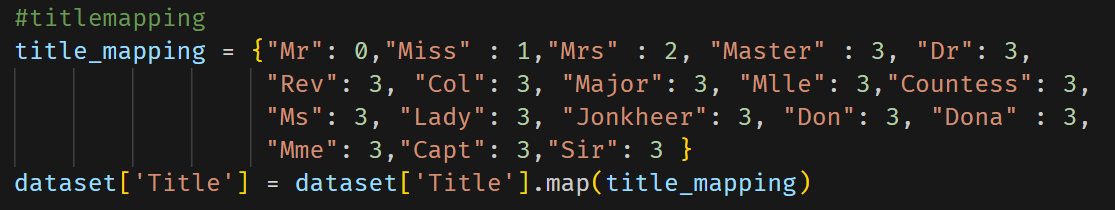 #titlemapping
title_mapping = {"Mr": 0,"Miss" : 1,"Mrs" : 2, "Master" : 3, "Dr": 3,
"Rev": 3, "Col": 3, "Major": 3, "Mlle": 3,"Countess": 3,
"Ms": 3, "Lady": 3, "Jonkheer": 3, "Don": 3, "Dona" : 3,
"Mme": 3,"Capt": 3,"Sir": 3 }
dataset['Title'] = dataset['Title'].map(title_mapping)